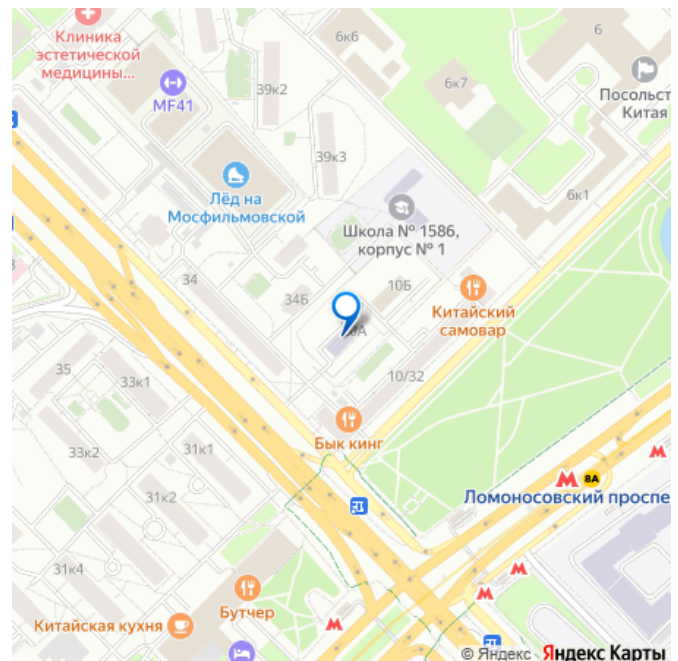 Клиника
эстетической
медицины...
6к6
6
39к2
6к7
MF41
Посольст
Китая
39к3
Лёд на
Мосфильмовской
6к1
Школа № 1586,
корпус № 1
34
34Б
10Б
Китайский
самовар
35
33к1
10/32
Бык кинг
33к2
31к1
8А
Ломоносовский проспе
31к2
31к4
Бутчер
Китайская кухня
© Яндекс Яндекс Карты